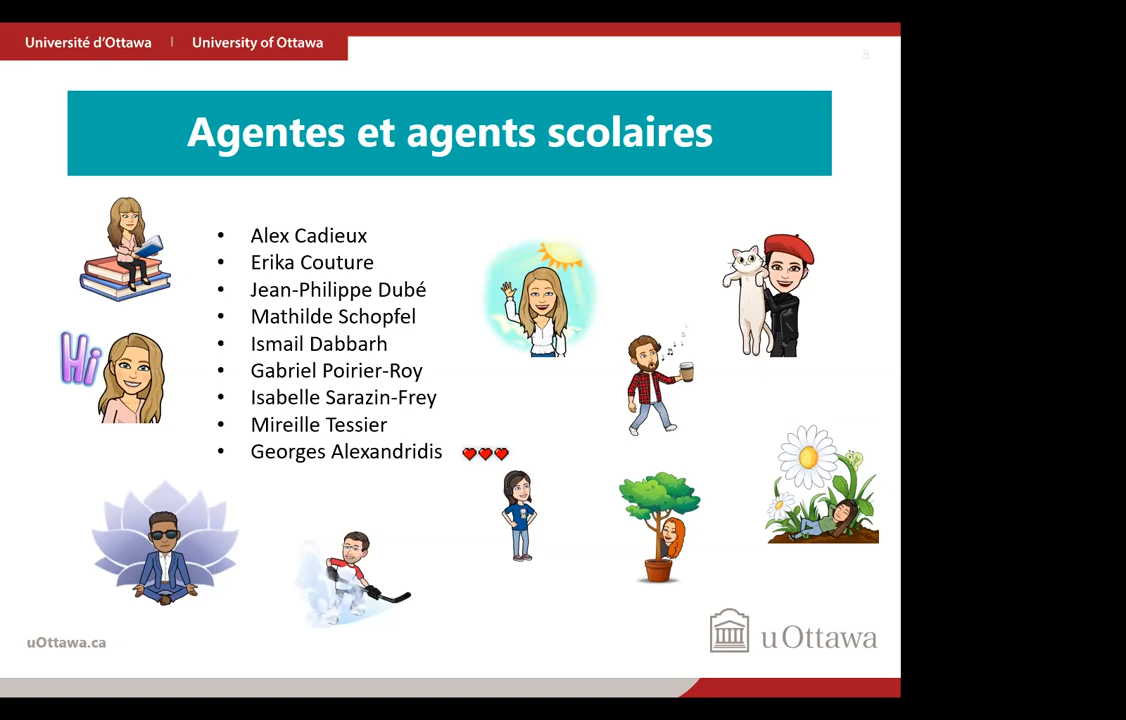 Université d'Ottawa | University of Ottawa
8
Agentes et agents scolaires
• Alex Cadieux
• Erika Couture
• Jean-Philippe Dubé
• Mathilde Schopfel
• Ismail Dabbarh
• Gabriel Poirier-Roy
• Isabelle Sarazin-Frey
• Mireille Tessier
• Georges Alexandridis
Hi
uOttawa.ca
uOttawa